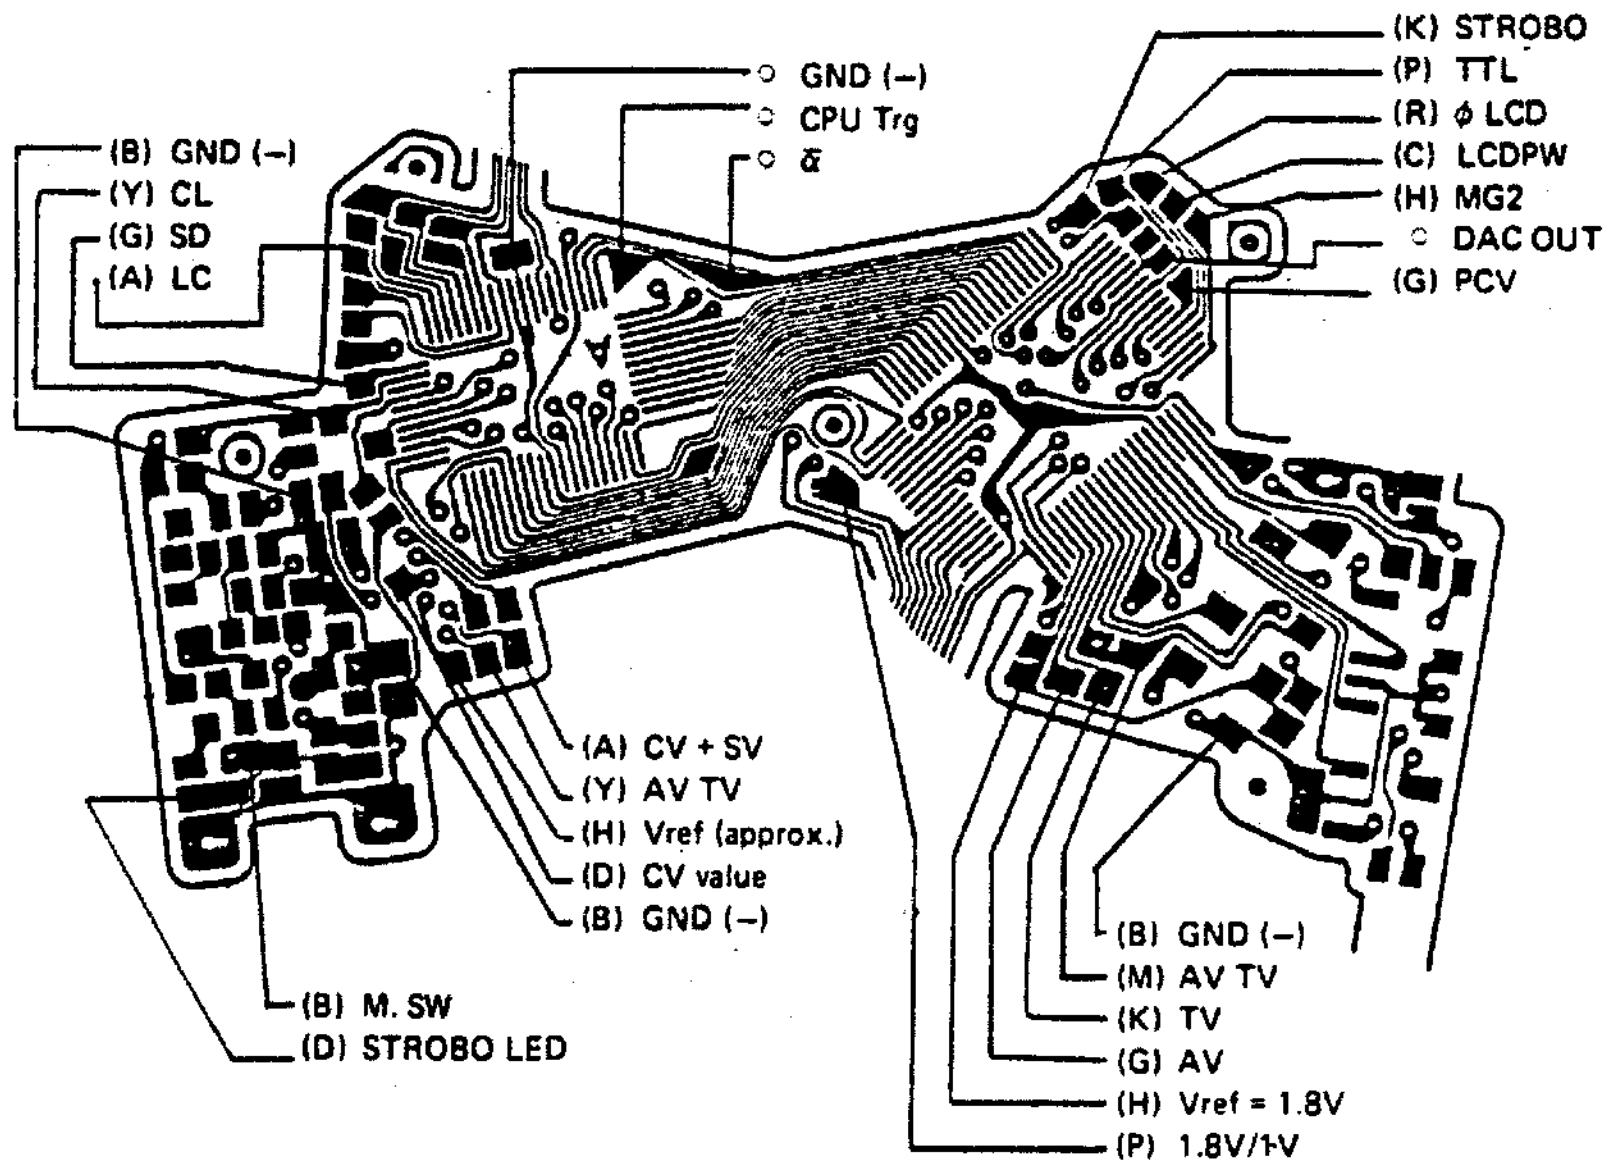 (B) GND (−)
(Y) CL
(G) SD
(A) LC
GND (−)
CPU Trg
ᾱ
(K) STROBO
(P) TTL
(R) ϕ LCD
(C) LCDPW
(H) MG2
DAC OUT
(G) PCV
A
(A) CV + SV
(Y) AV TV
(H) Vref (approx.)
(D) CV value
(B) GND (−)
(B) M. SW
(D) STROBO LED
(B) GND (−)
(M) AV TV
(K) TV
(G) AV
(H) Vref = 1.8V
(P) 1.8V/1V